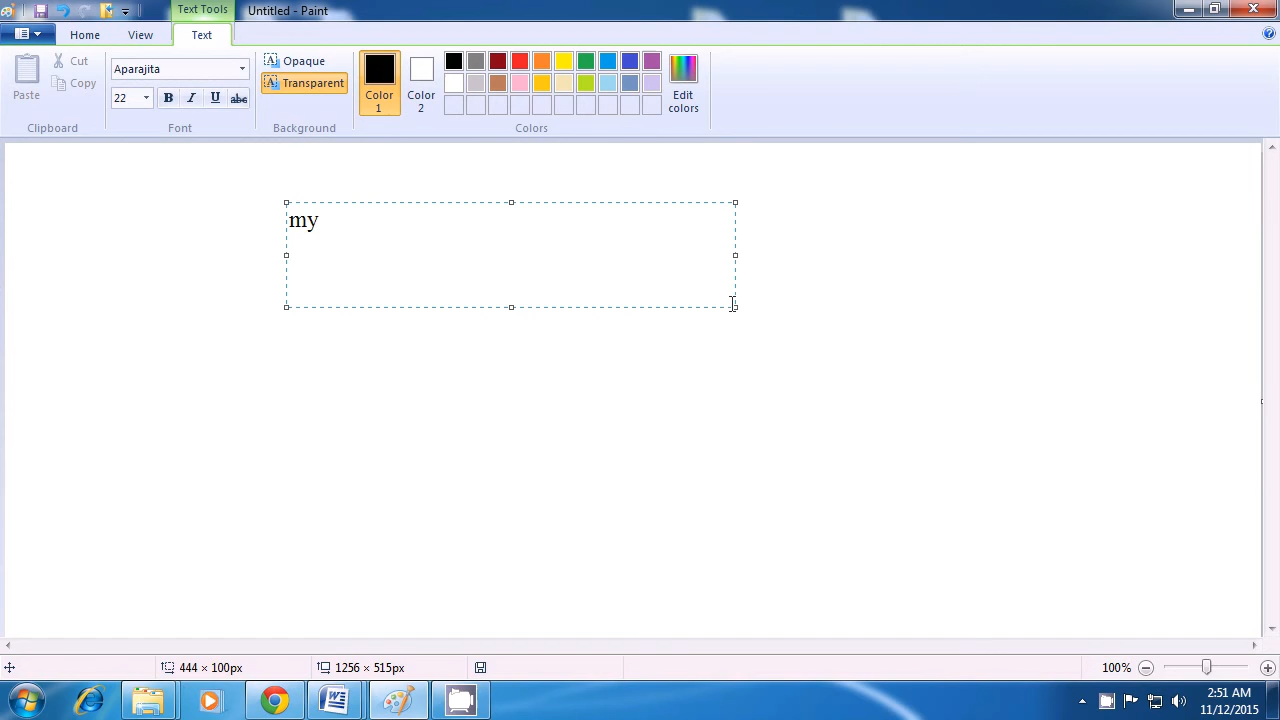 Text Tools
Untitled - Paint
Home
View
Text
Paste
Cut
Copy
Clipboard
Aparajita
22
B I U abc
Font
Opaque
Transparent
Background
Color 1
Color 2
Edit colors
Colors
my
444 × 100px
1256 × 515px
100%
2:51 AM
11/12/2015